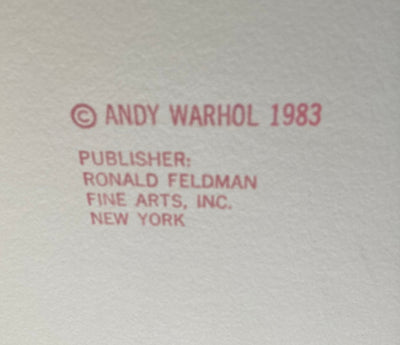 © ANDY WARHOL 1983
PUBLISHER:
RONALD FELDMAN
FINE ARTS, INC.
NEW YORK